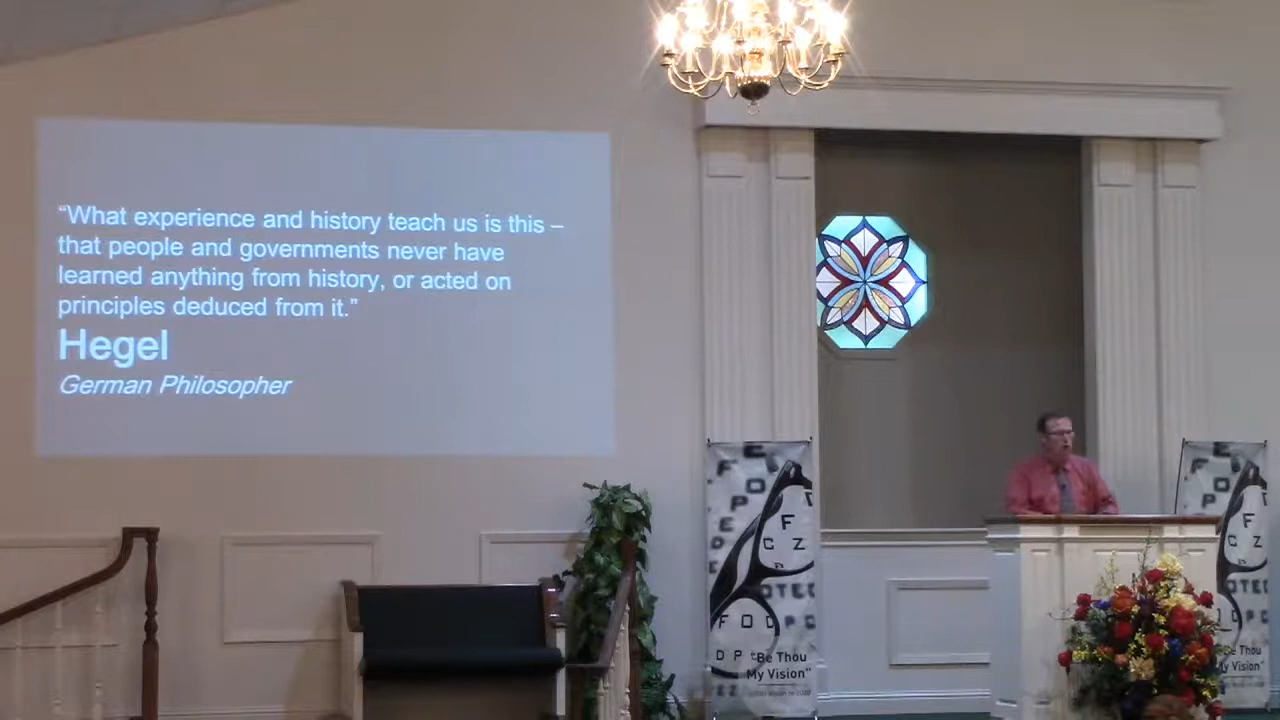 “What experience and history teach us is this –
that people and governments never have
learned anything from history, or acted on
principles deduced from it.”
Hegel
German Philosopher
F
C Z
F O
D P
“Be Thou
My Vision”
F
C Z
"Be Thou
My Vision"